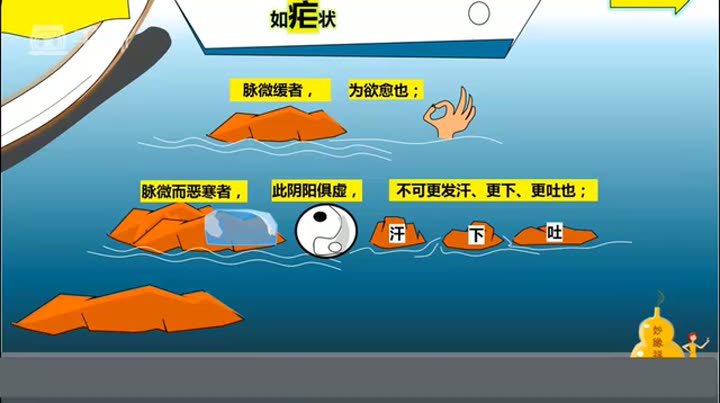 如疟状
脉微缓者， 为欲愈也；
脉微而恶寒者， 此阴阳俱虚， 不可更发汗、更下、更吐也；
汗 下 吐